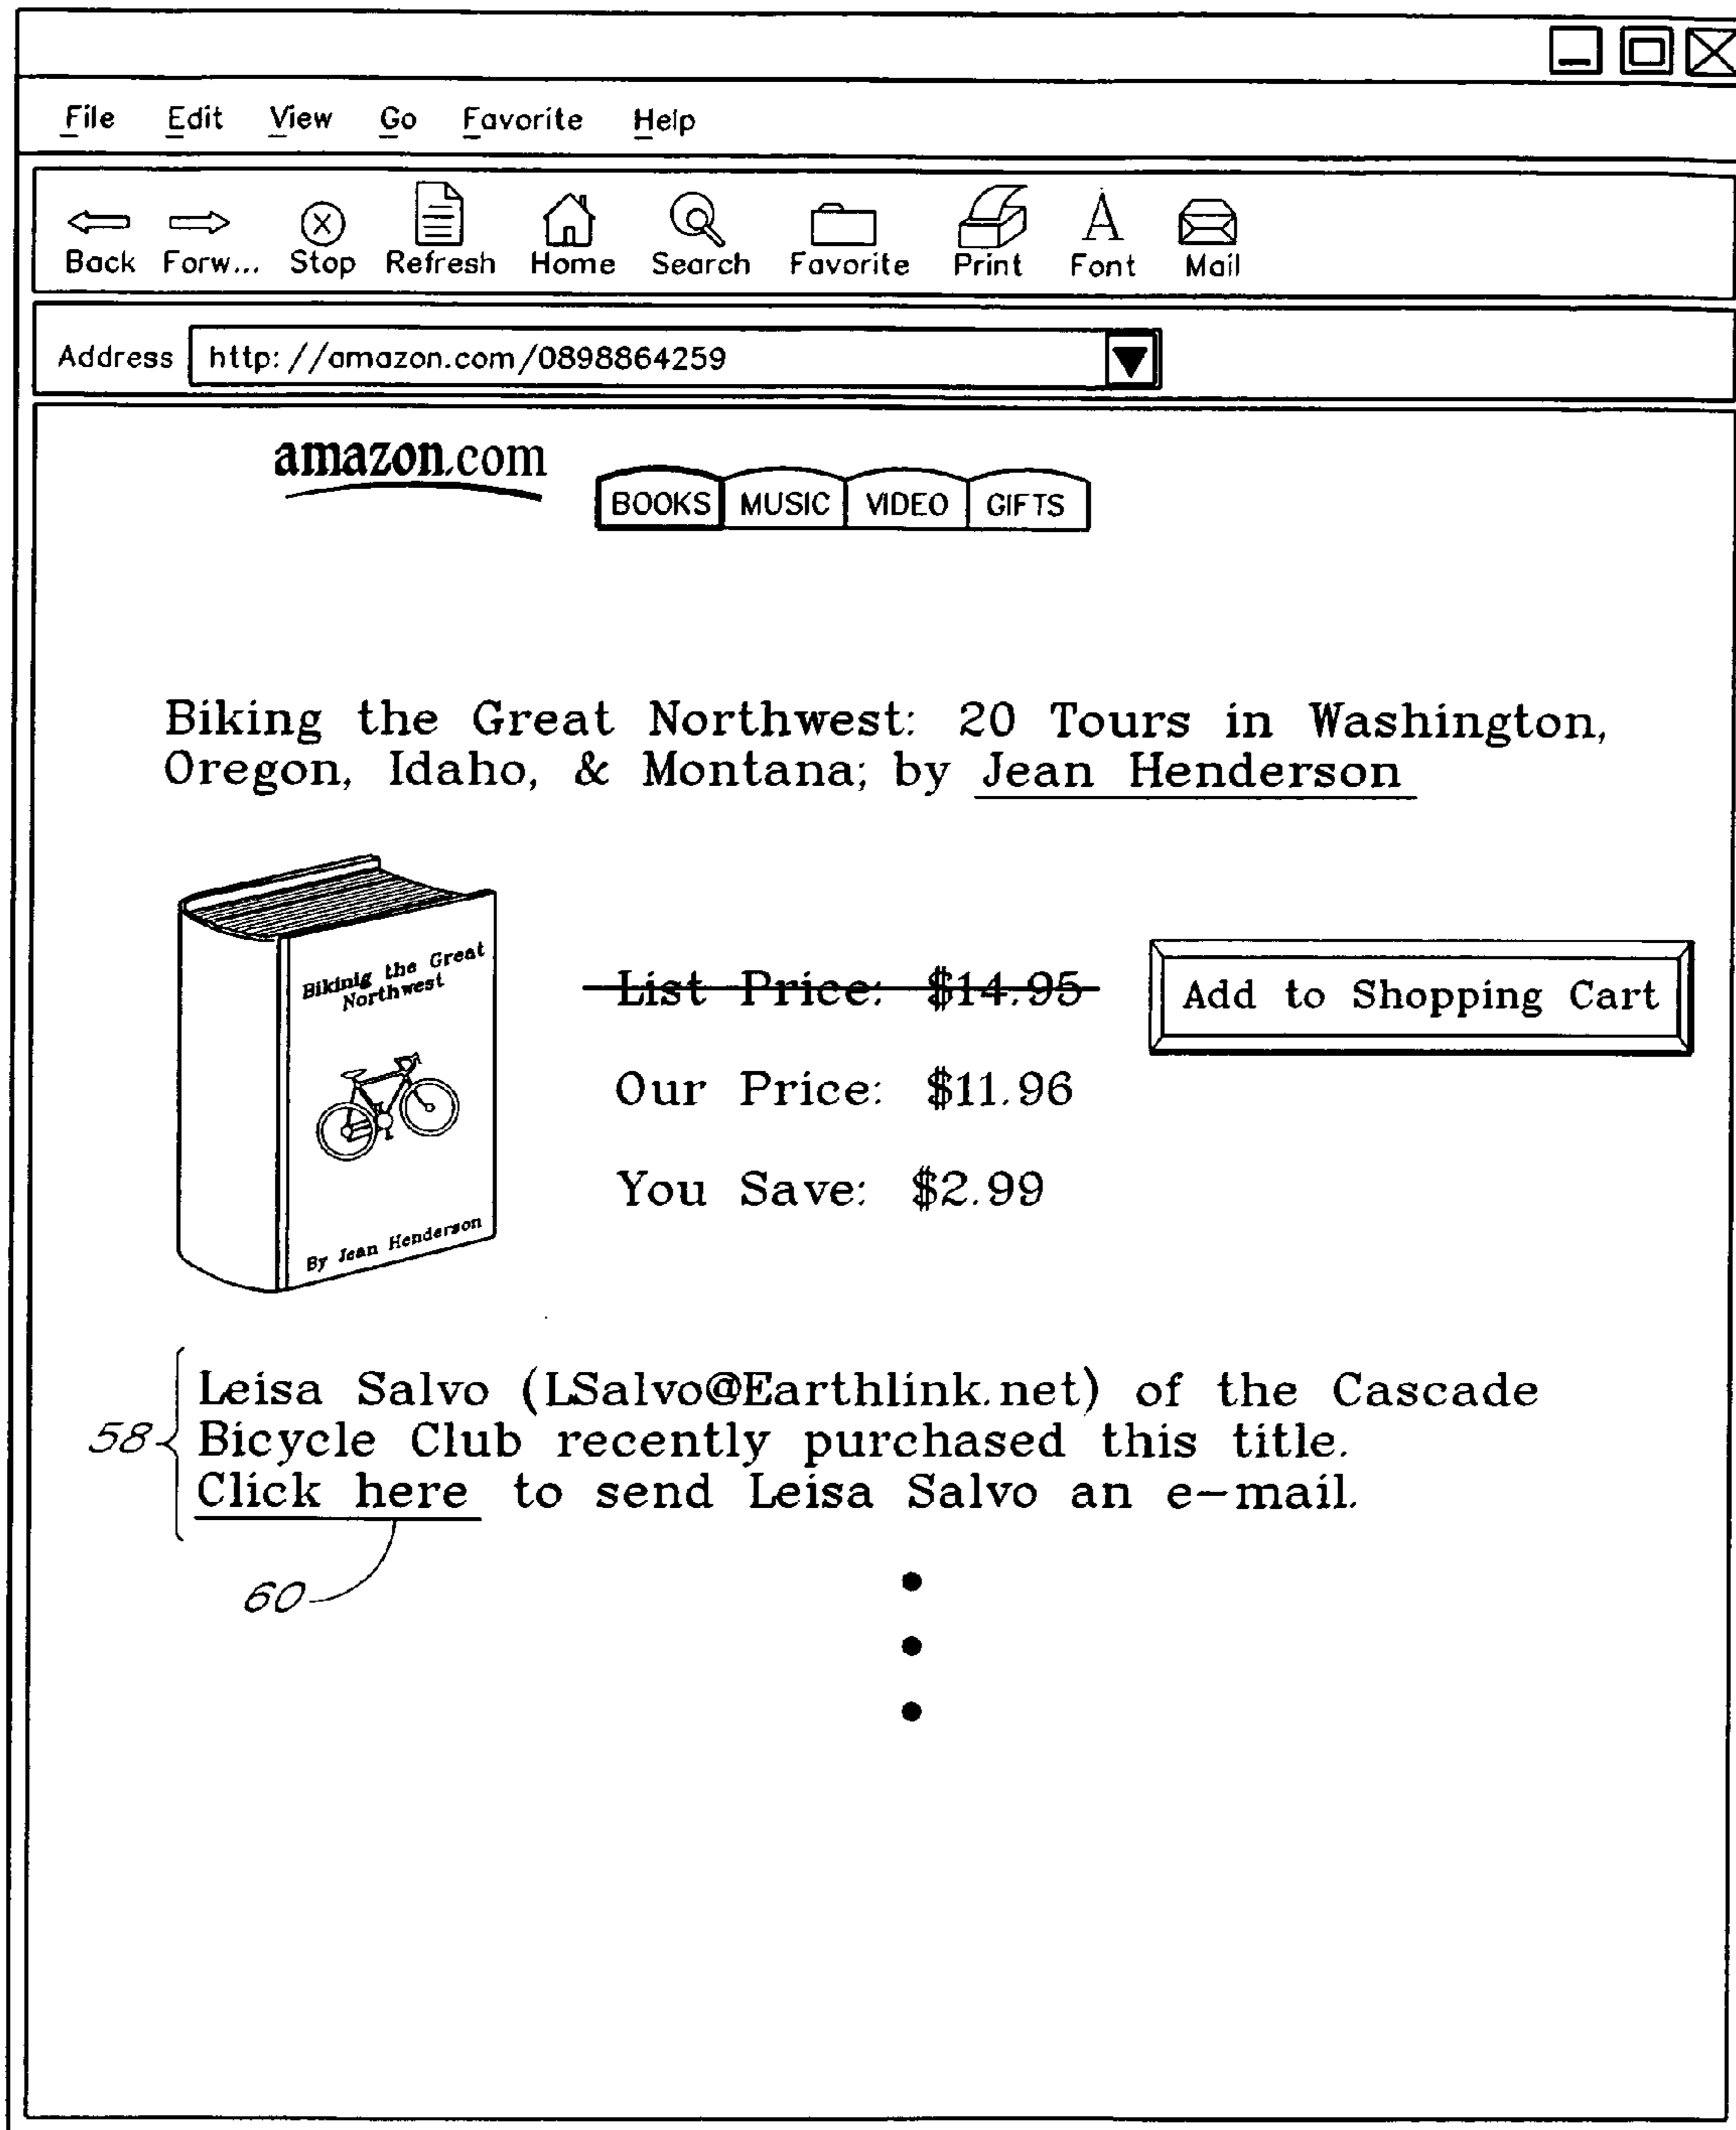 File Edit View Go Favorite Help
Back Forw... Stop Refresh Home Search Favorite Print Font Mail
Address http://amazon.com/0898864259
amazon.com
BOOKS MUSIC VIDEO GIFTS
Biking the Great Northwest: 20 Tours in Washington,
Oregon, Idaho, & Montana; by Jean Henderson
Bikinig the Great
Northwest
By Jean Henderson
List Price: $14.95
Add to Shopping Cart
Our Price: $11.96
You Save: $2.99
58
Leisa Salvo (LSalvo@Earthlink.net) of the Cascade
Bicycle Club recently purchased this title.
Click here to send Leisa Salvo an e-mail.
60